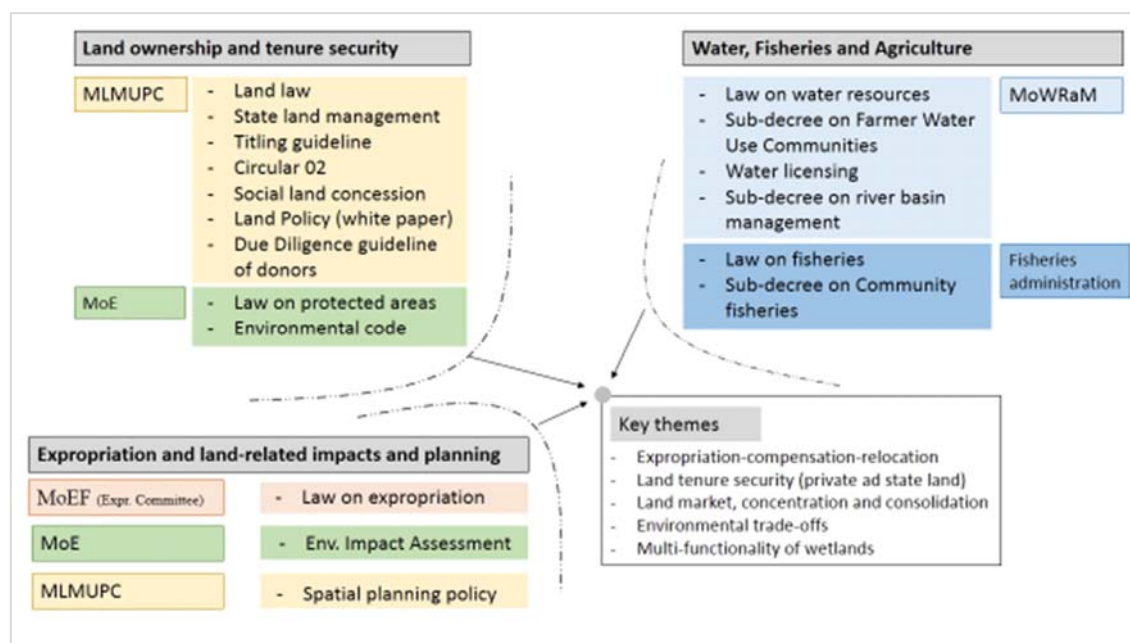 Land ownership and tenure security
MLMUPC
- Land law
- State land management
- Titling guideline
- Circular 02
- Social land concession
- Land Policy (white paper)
- Due Diligence guideline
of donors
MoE
- Law on protected areas
- Environmental code
Water, Fisheries and Agriculture
- Law on water resources
- Sub-decree on Farmer Water
Use Communities
- Water licensing
- Sub-decree on river basin
management
MoWRaM
- Law on fisheries
- Sub-decree on Community
fisheries
Fisheries
administration
Expropriation and land-related impacts and planning
MoEF (Expr. Committee)
- Law on expropriation
MoE
- Env. Impact Assessment
MLMUPC
- Spatial planning policy
Key themes
- Expropriation-compensation-relocation
- Land tenure security (private ad state land)
- Land market, concentration and consolidation
- Environmental trade-offs
- Multi-functionality of wetlands